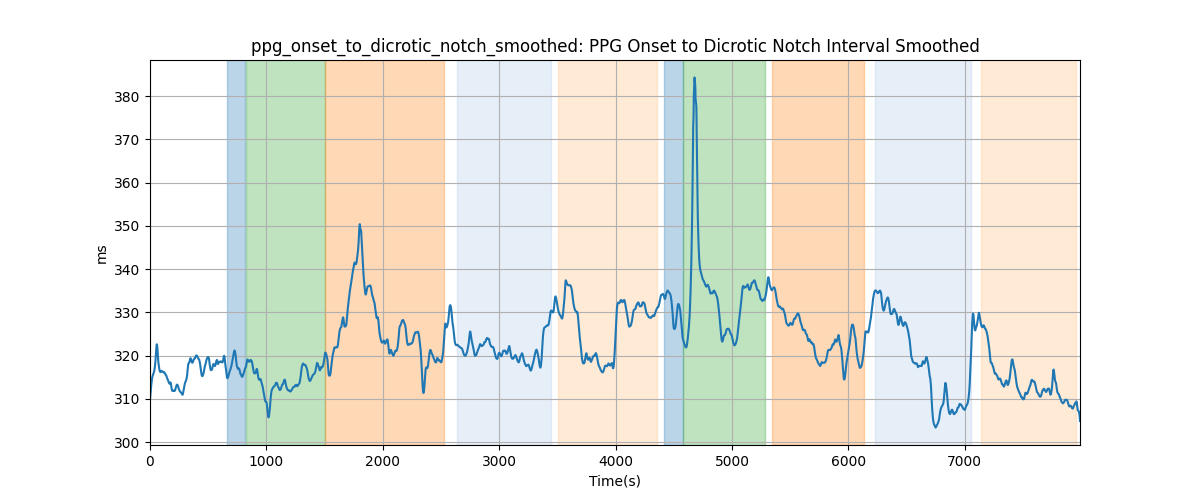 ppg_onset_to_dicrotic_notch_smoothed: PPG Onset to Dicrotic Notch Interval Smoothed
380
370
360
350
340
330
320
310
300
ms
0 1000 2000 3000 4000 5000 6000 7000
Time(s)